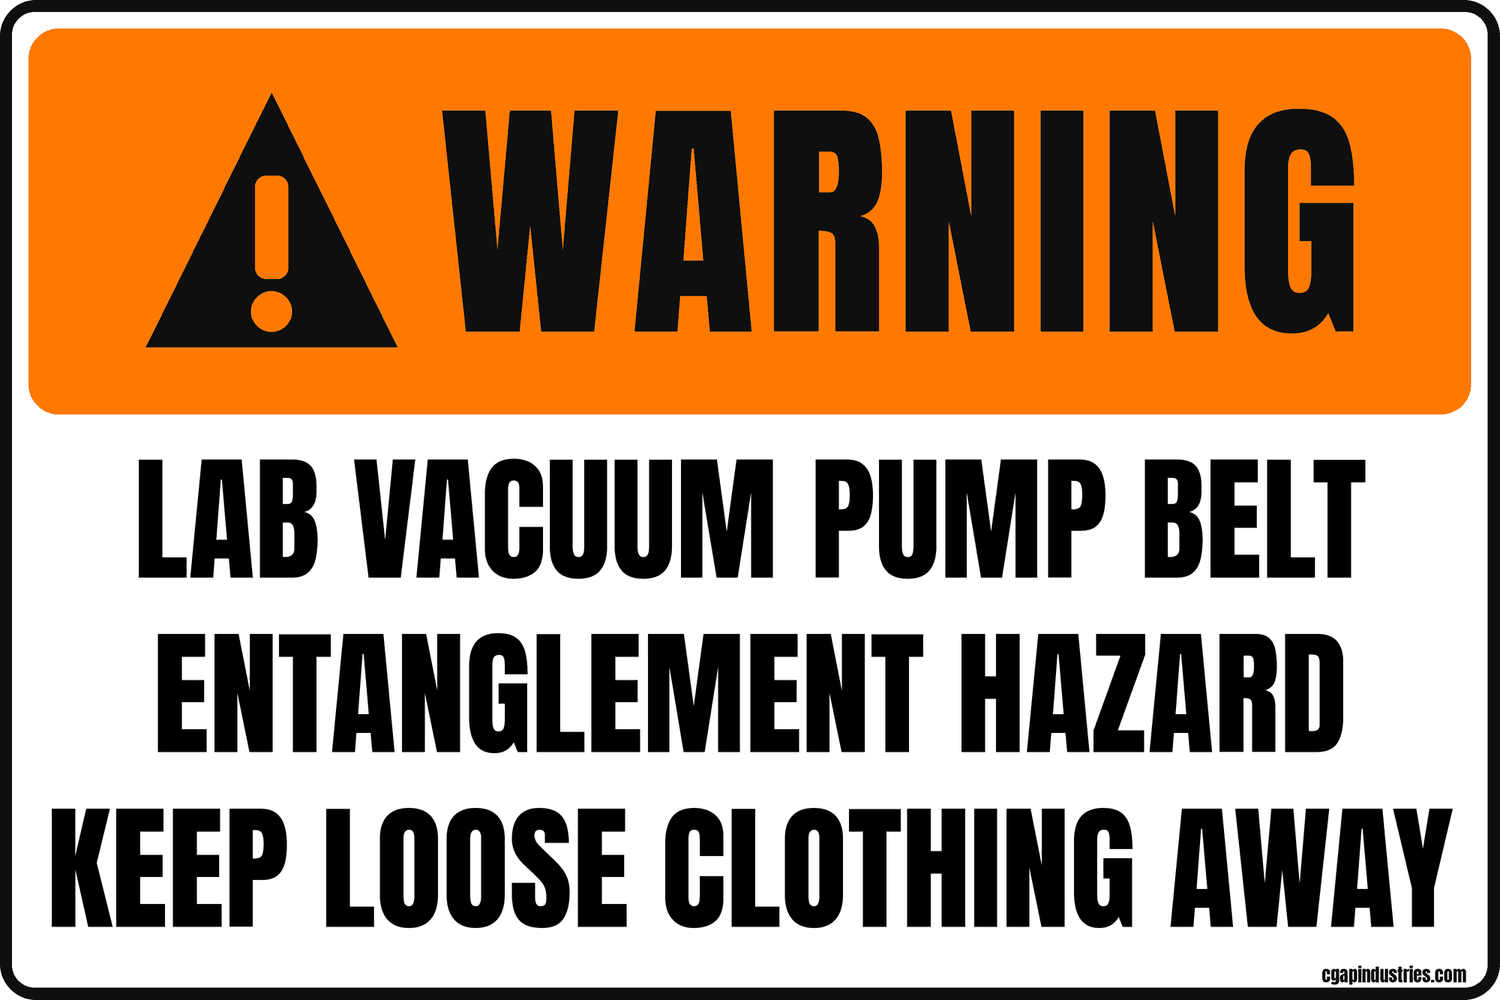 WARNING
LAB VACUUM PUMP BELT
ENTANGLEMENT HAZARD
KEEP LOOSE CLOTHING AWAY
cgapindustries.com